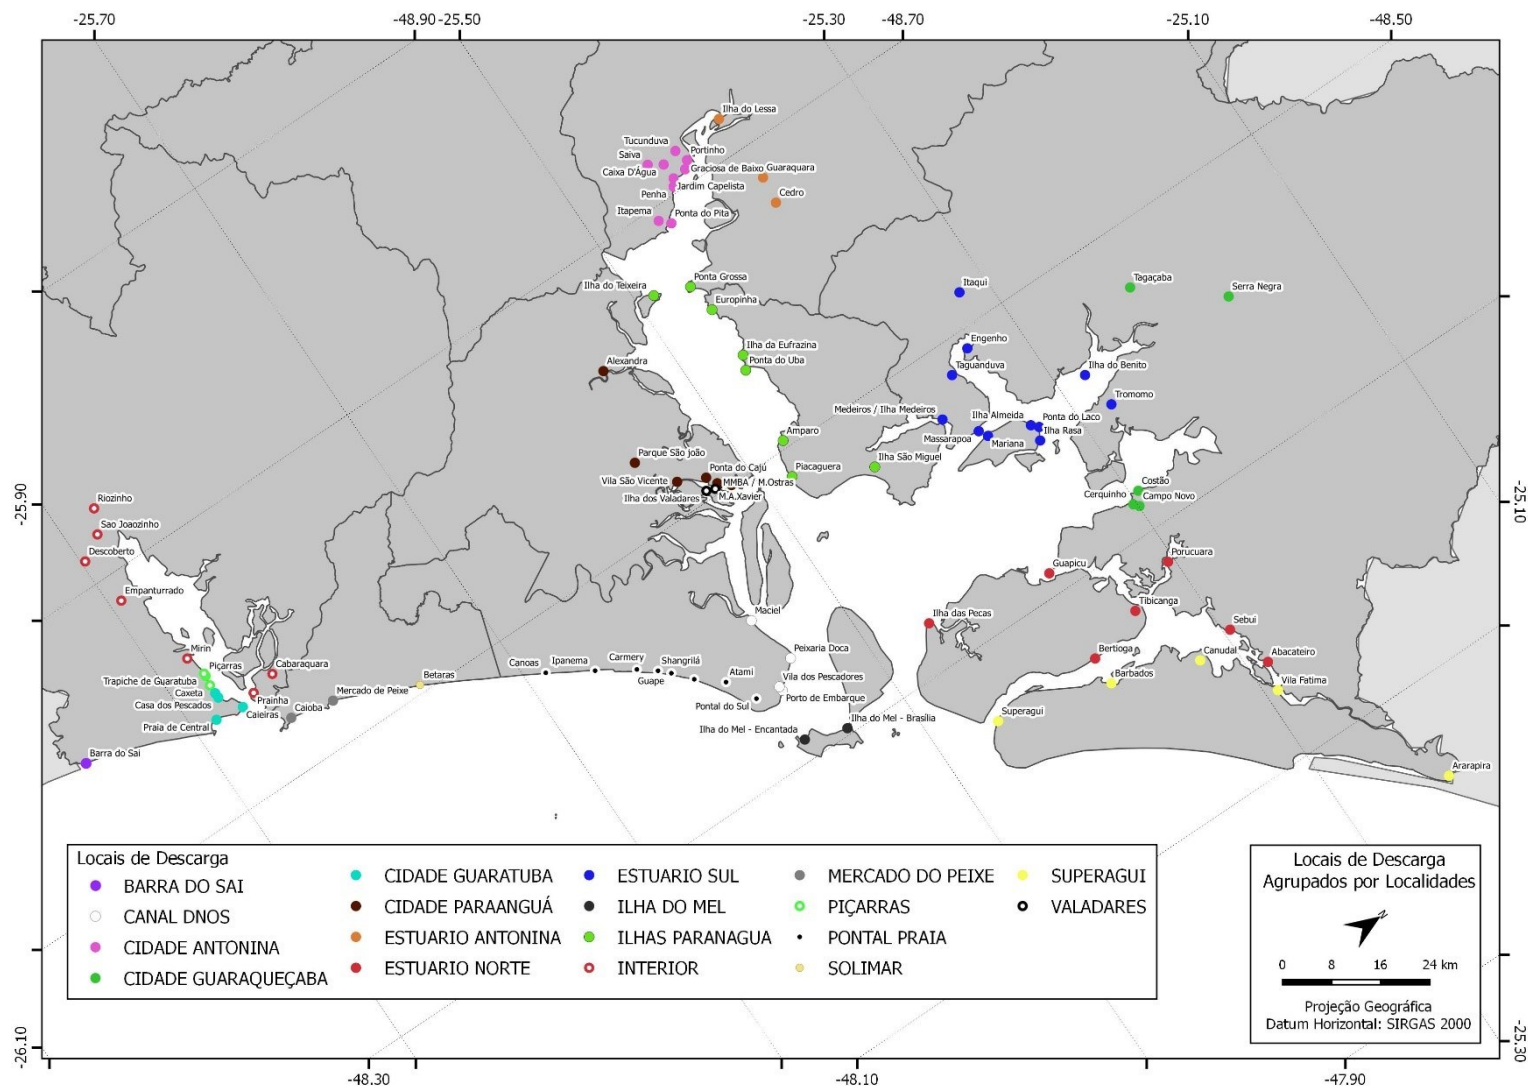 -25.70
-48.90
-25.50
-25.30
-48.70
-25.10
-48.50
Ilha do Lessa
Tucunduva
Portinho
Saiva
Graciosa de Baixo
Guaraquara
Caixa D'Água
Jardim Capelista
Penha
Cedro
Itapema
Ponta do Pita
Ponta Grossa
Ilha do Teixeira
Europinha
Itaqui
Tagaçaba
Serra Negra
Engenho
Ilha da Eufrazina
Ponta do Uba
Alexandra
Taguanduva
Ilha do Benito
Tromomo
Medeiros / Ilha Medeiros
Ilha Almeida
Ponta do Laco
Massarapoa
Mariana
Ilha Rasa
Amparo
Ilha São Miguel
Parque São joão
Ponta do Cajú
Piacaguera
Vila São Vicente
MMBA / M.Ostras
Ilha dos Valadares
M.A.Xavier
Costão
Cerquinho
Campo Novo
-25.90
-25.10
Riozinho
Sao Joaozinho
Descoberto
Empanturrado
Porucuara
Guapicu
Tibicanga
Maciel
Ilha das Pecas
Sebui
Mirin
Piçarras
Cabaraquara
Peixaria Doca
Bertioga
Canudal
Abacateiro
Trapiche de Guaratuba
Betaras
Canoas
Ipanema
Carmery
Shangrilá
Guape
Atami
Vila dos Pescadores
Barbados
Vila Fatima
Caxeta
Casa dos Pescados
Prainha
Mercado de Peixe
Caioba
Caieiras
Pontal do Sul
Porto de Embarque
Praia de Central
Ilha do Mel - Encantada
Ilha do Mel - Brasília
Superagui
Barra do Sai
Ararapira
Locais de Descarga
BARRA DO SAI
CANAL DNOS
CIDADE ANTONINA
CIDADE GUARAQUEÇABA
CIDADE GUARATUBA
CIDADE PARAANGUÁ
ESTUARIO ANTONINA
ESTUARIO NORTE
ESTUARIO SUL
ILHA DO MEL
ILHAS PARANAGUA
INTERIOR
MERCADO DO PEIXE
PIÇARRAS
PONTAL PRAIA
SOLIMAR
SUPERAGUI
VALADARES
Locais de Descarga
Agrupados por Localidades
N
0 8 16 24 km
Projeção Geográfica
Datum Horizontal: SIRGAS 2000
-26.10
-25.30
-48.30
-48.10
-47.90